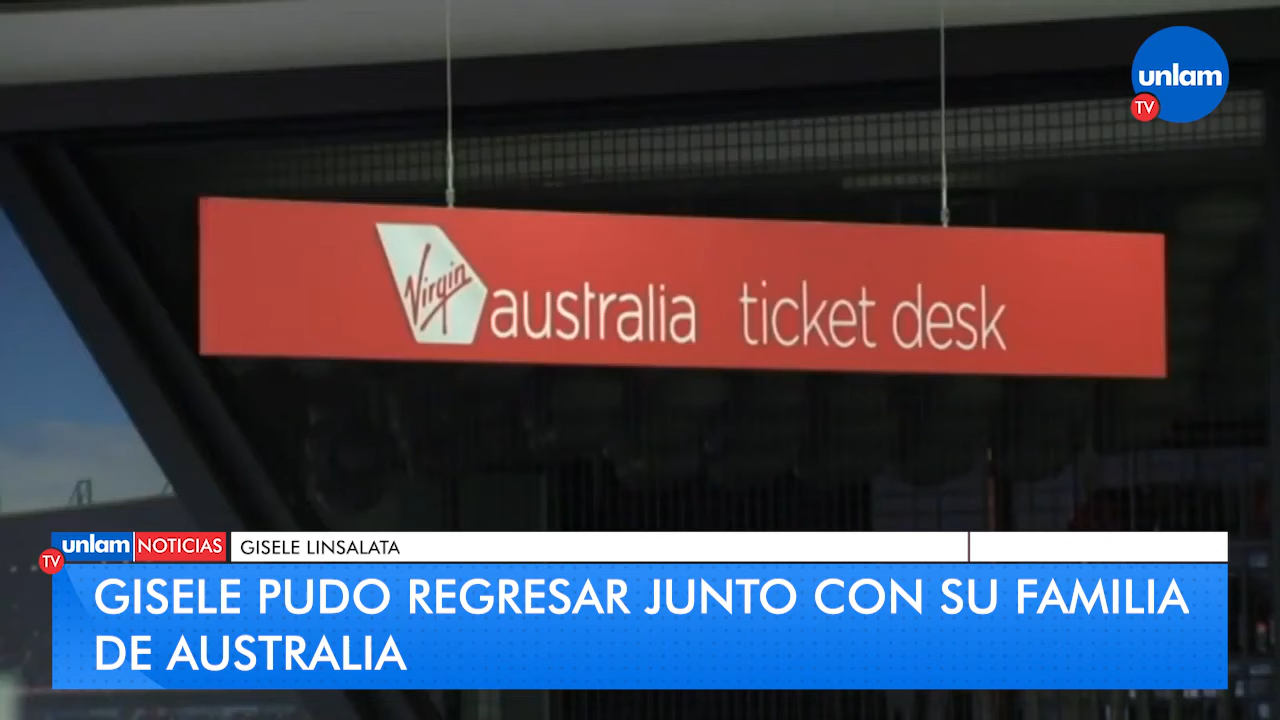 unlam
TV
Virgin australia ticket desk
unlam NOTICIAS GISELE LINSALATA
TV
GISELE PUDO REGRESAR JUNTO CON SU FAMILIA
DE AUSTRALIA